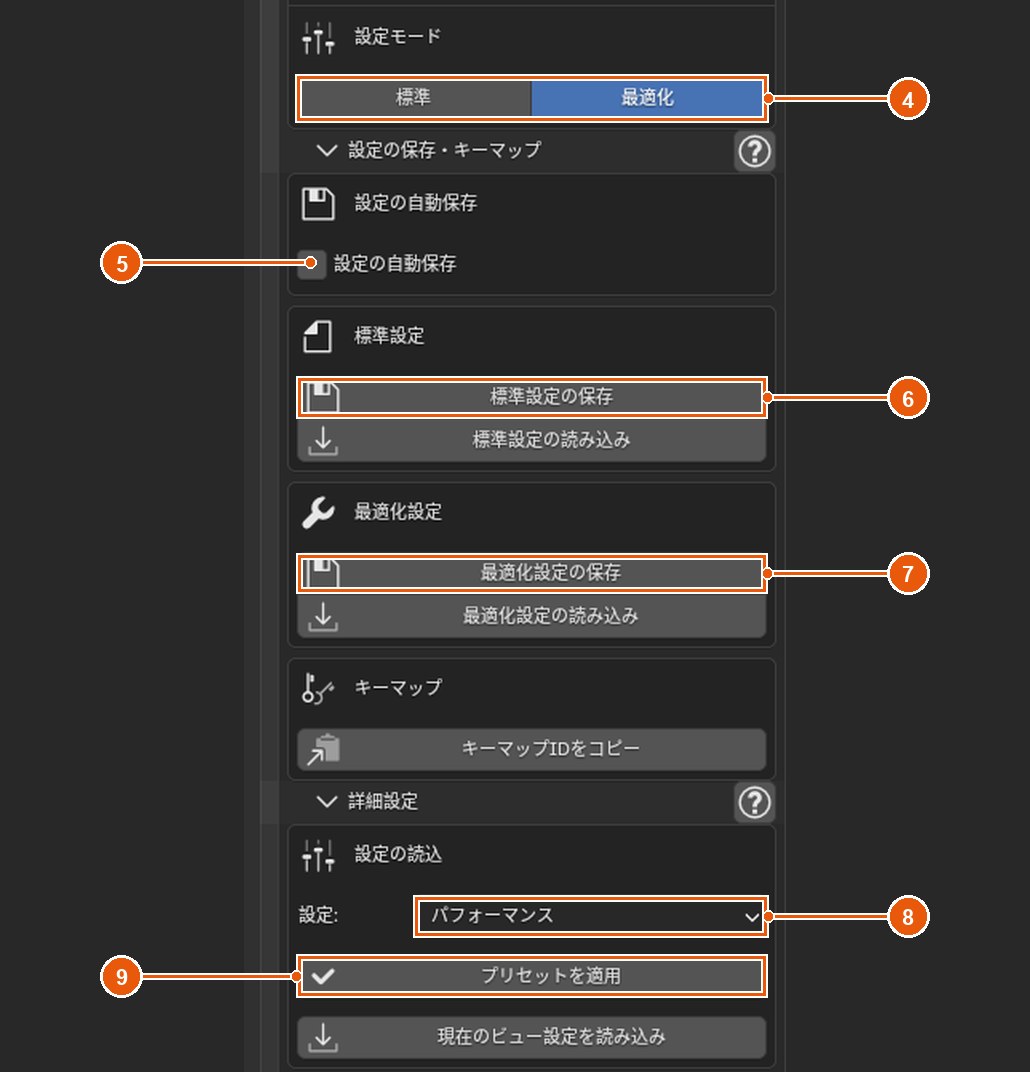 設定モード
標準 最適化 4
設定の保存・キーマップ ?
設定の自動保存
5 設定の自動保存
標準設定
標準設定の保存 6
標準設定の読み込み
最適化設定
最適化設定の保存 7
最適化設定の読み込み
キーマップ
キーマップIDをコピー
詳細設定 ?
設定の読込
設定: パフォーマンス 8
9 プリセットを適用
現在のビュー設定を読み込み